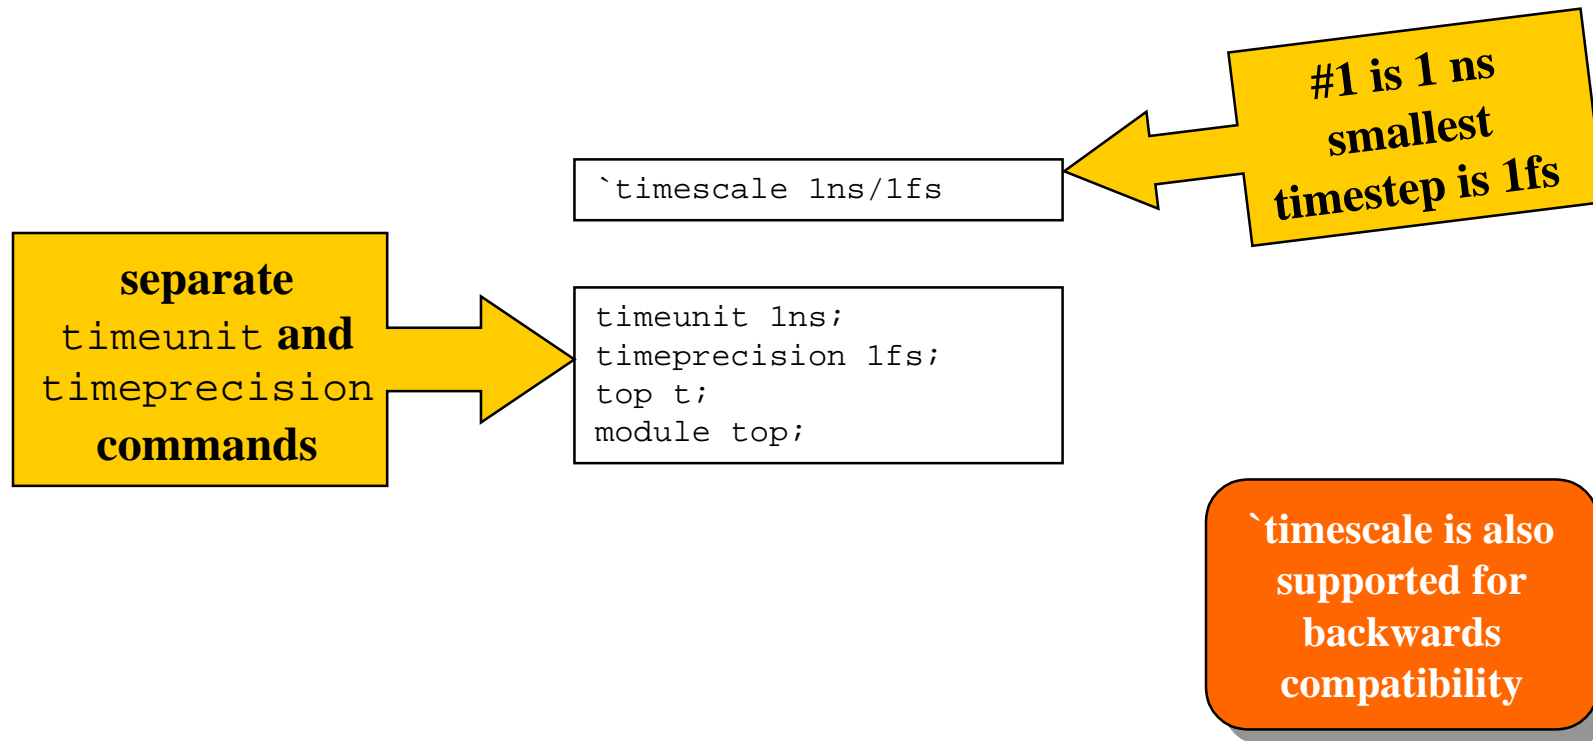 #1 is 1 ns
smallest
timestep is 1fs
`timescale 1ns/1fs
separate
timeunit and
timeprecision
commands
timeunit 1ns;
timeprecision 1fs;
top t;
module top;
`timescale is also
supported for
backwards
compatibility